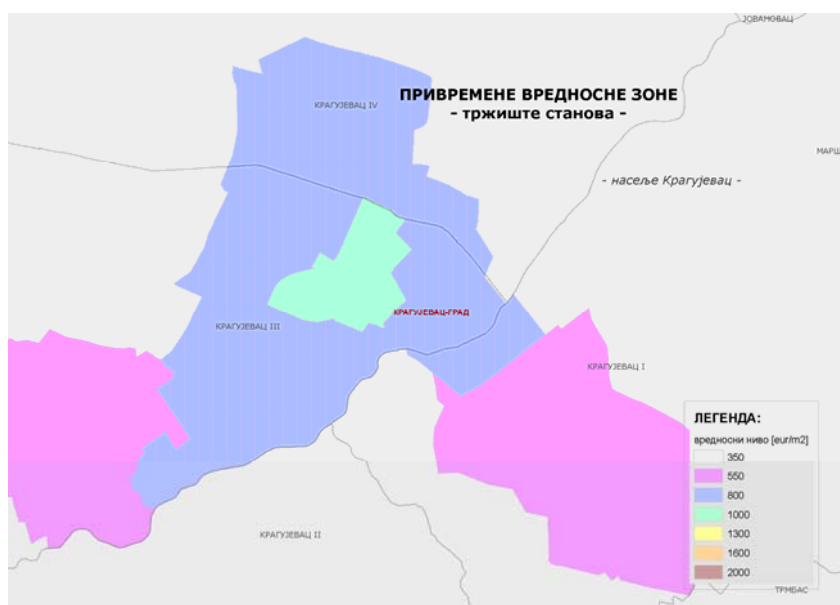 ЈОВАНОВАЦ
ПРИВРЕМЕНЕ ВРЕДНОСНЕ ЗОНЕ
- тржиште станова -
КРАГУЈЕВАЦ IV
МАРШ
- насеље Крагујевац -
КРАГУЈЕВАЦ-ГРАД
КРАГУЈЕВАЦ III
КРАГУЈЕВАЦ I
ЛЕГЕНДА:
вредносни ниво [eur/m2]
350
550
800
1000
1300
1600
2000
КРАГУЈЕВАЦ II
ТРМБАС